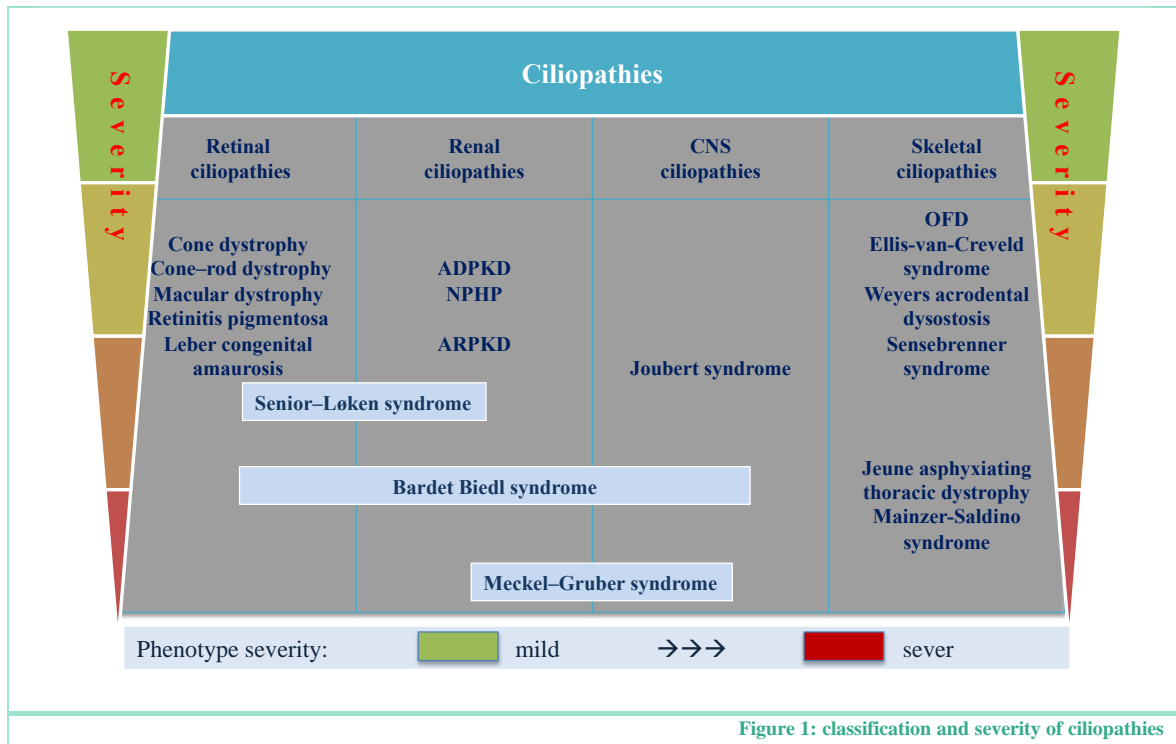 Severity
Ciliopathies
Severity
Retinal
ciliopathies
Renal
ciliopathies
CNS
ciliopathies
Skeletal
ciliopathies
Cone dystrophy
Cone–rod dystrophy
Macular dystrophy
Retinitis pigmentosa
Leber congenital
amaurosis
ADPKD
NPHP
ARPKD
Joubert syndrome
OFD
Ellis-van-Creveld
syndrome
Weyers acrodental
dysostosis
Sensebrenner
syndrome
Jeune asphyxiating
thoracic dystrophy
Mainzer-Saldino
syndrome
Senior–Løken syndrome
Bardet Biedl syndrome
Meckel–Gruber syndrome
Phenotype severity: mild →→→ sever
Figure 1: classification and severity of ciliopathies